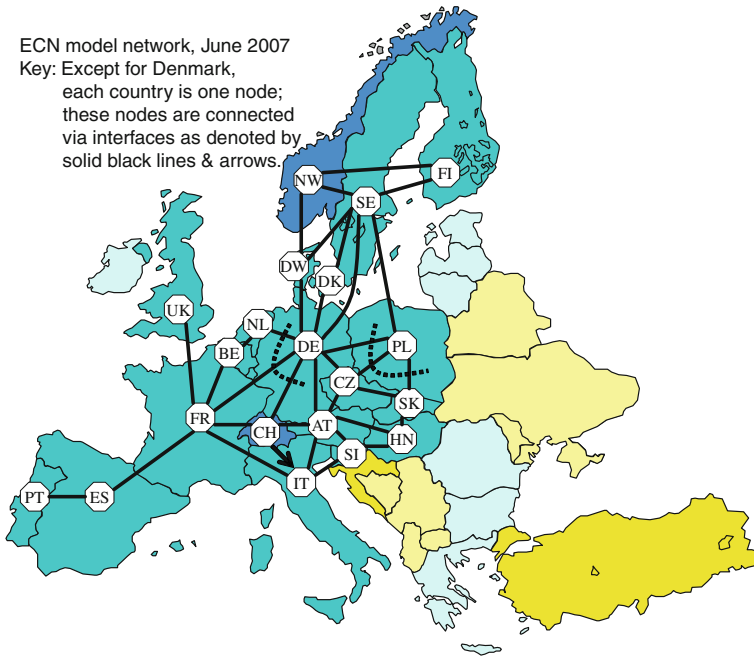 ECN model network, June 2007
Key: Except for Denmark,
each country is one node;
these nodes are connected
via interfaces as denoted by
solid black lines & arrows.
NW
FI
SE
DW
DK
UK
NL
DE
PL
BE
CZ
SK
FR
CH
AT
HN
SI
IT
PT
ES